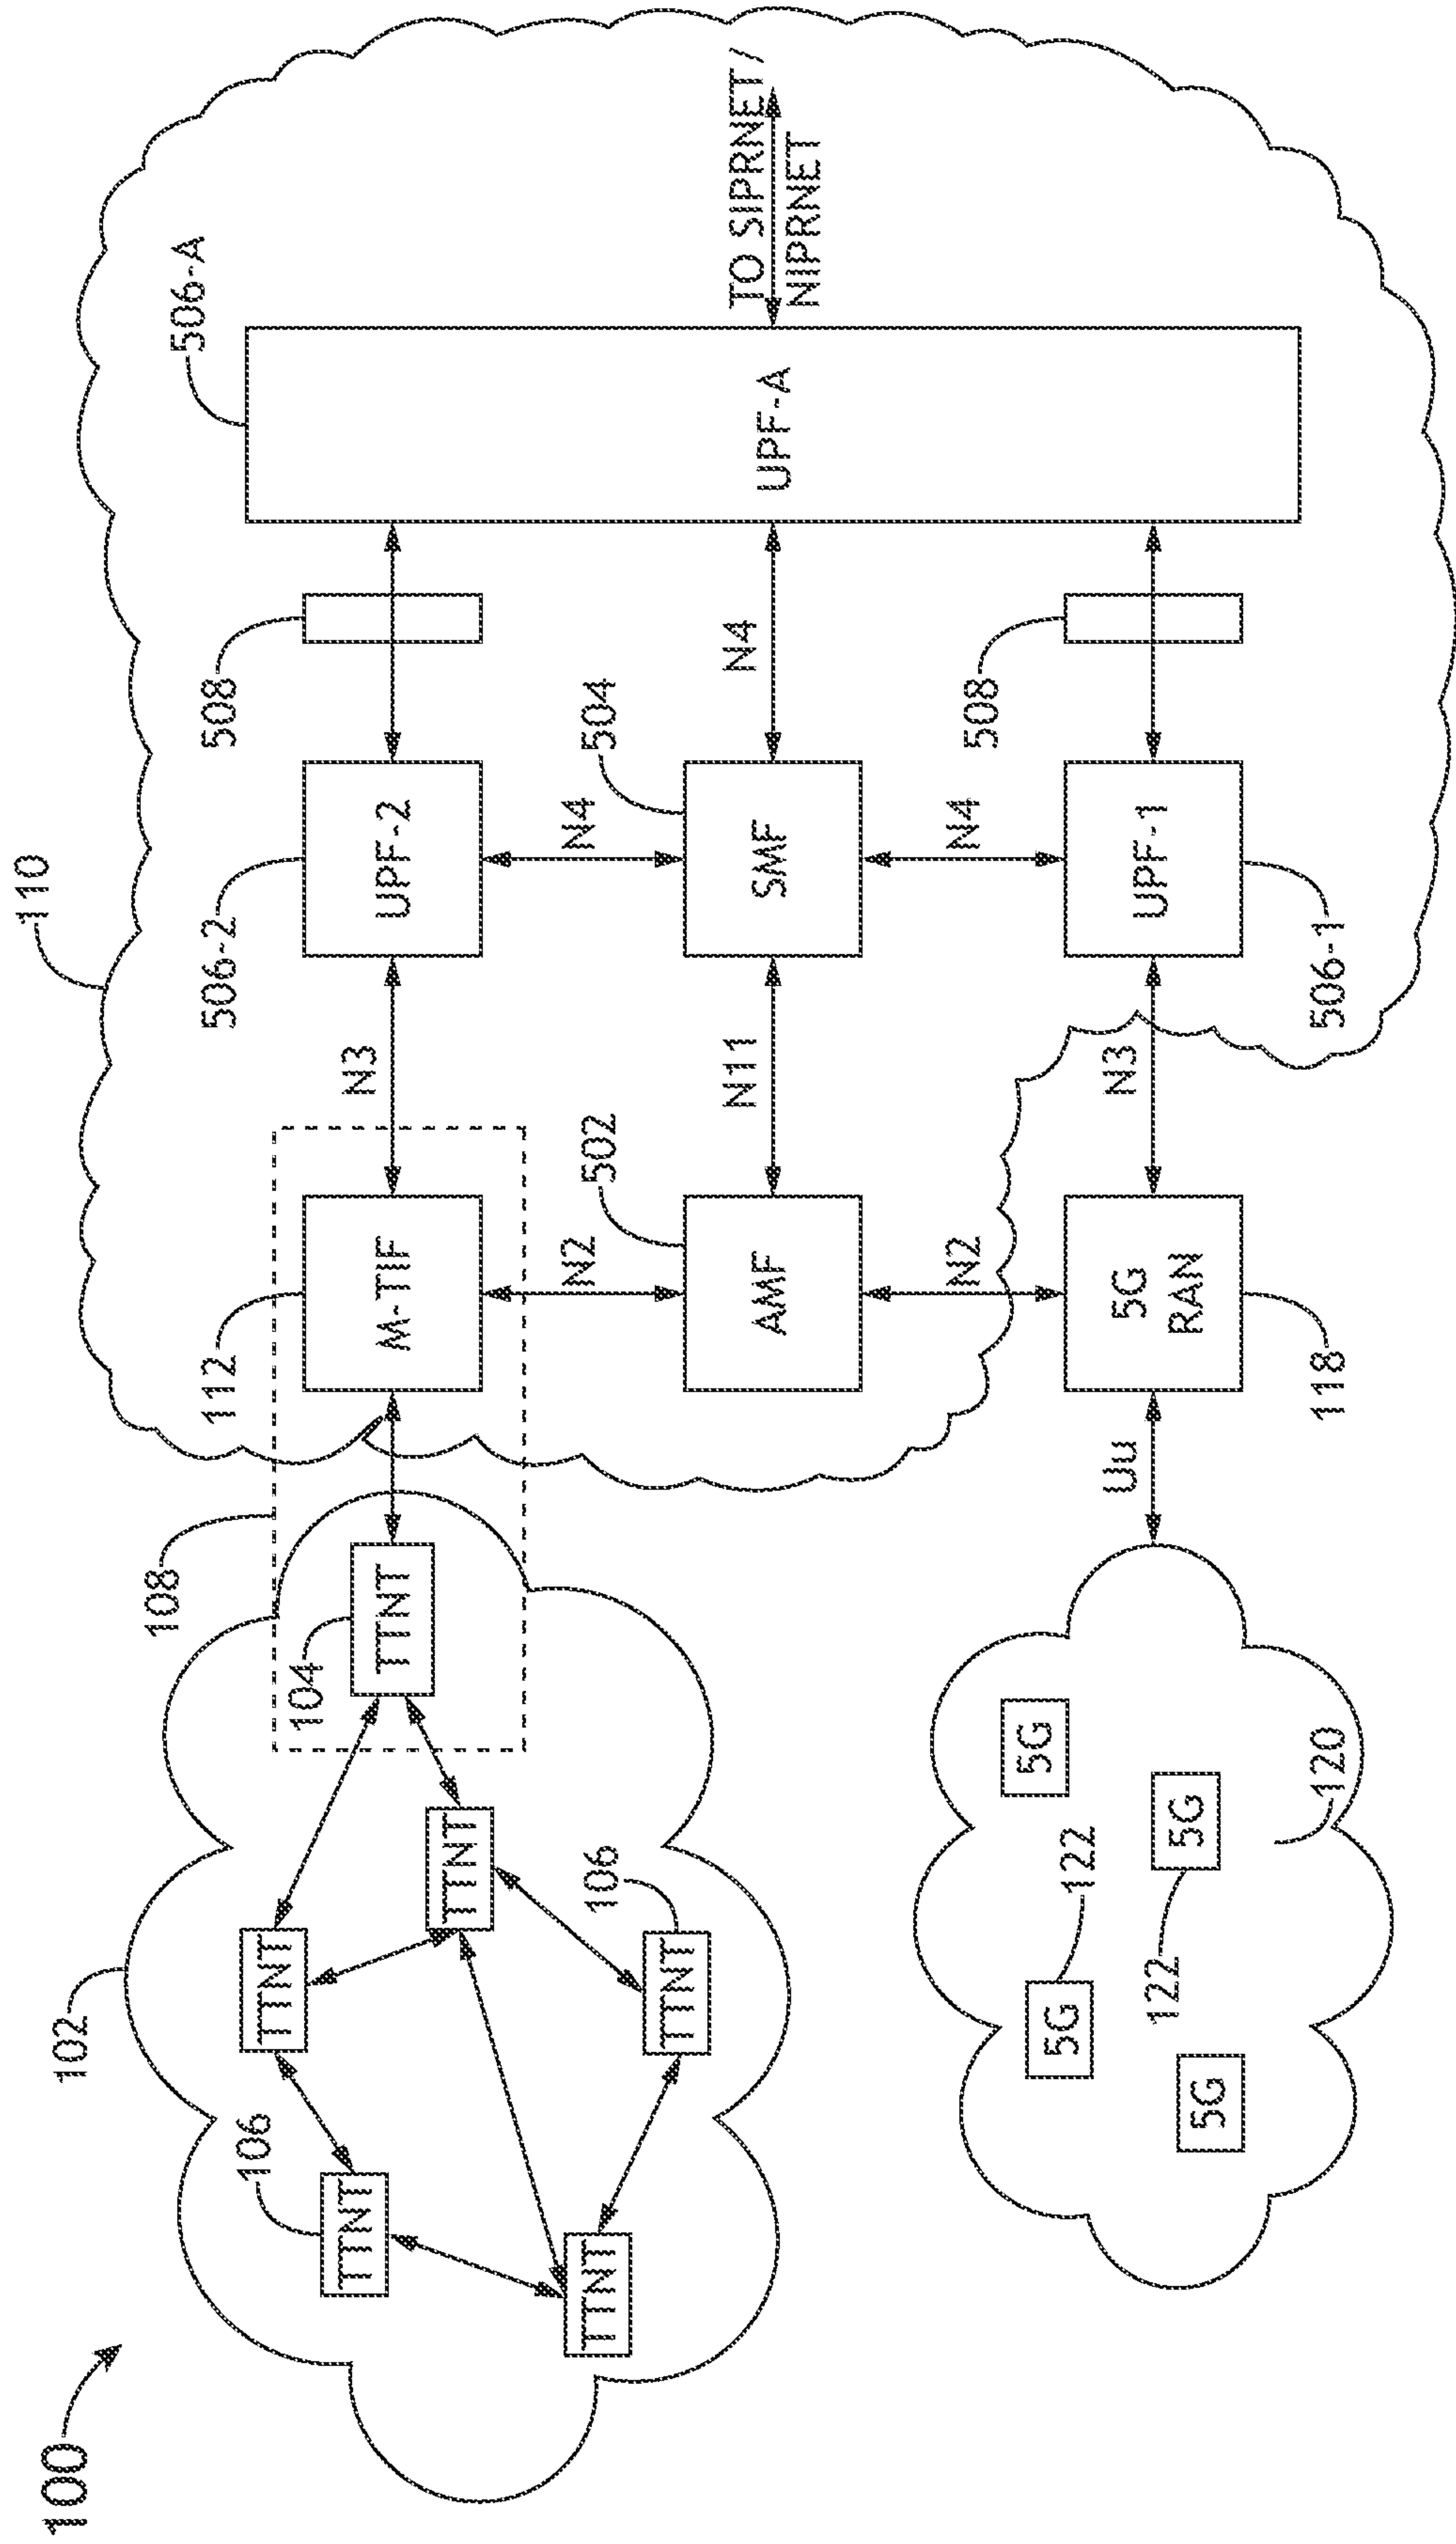 100
102
106
TTNT
TTNT
TTNT
TTNT
106
TTNT
104
TTNT
108
112
M-TIF
N3
506-2
UPF-2
508
110
506-A
UPF-A
TO SIPRNET/
NIPRNET
N2
N4
502
AMF
N11
504
SMF
N4
N2
N4
5G
122
5G
122
5G
5G
120
Uu
5G
RAN
118
N3
UPF-1
506-1
508